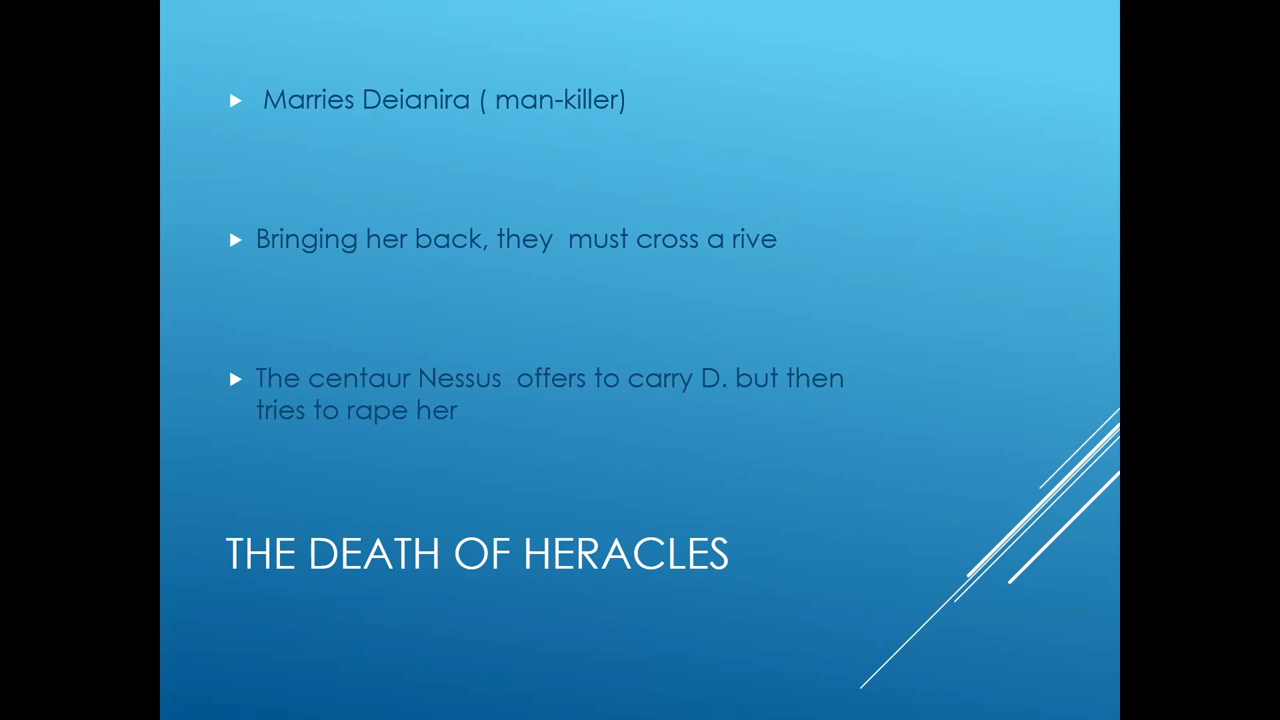 Marries Deianira ( man-killer)
Bringing her back, they  must cross a rive
The centaur Nessus  offers to carry D. but then
tries to rape her
THE DEATH OF HERACLES